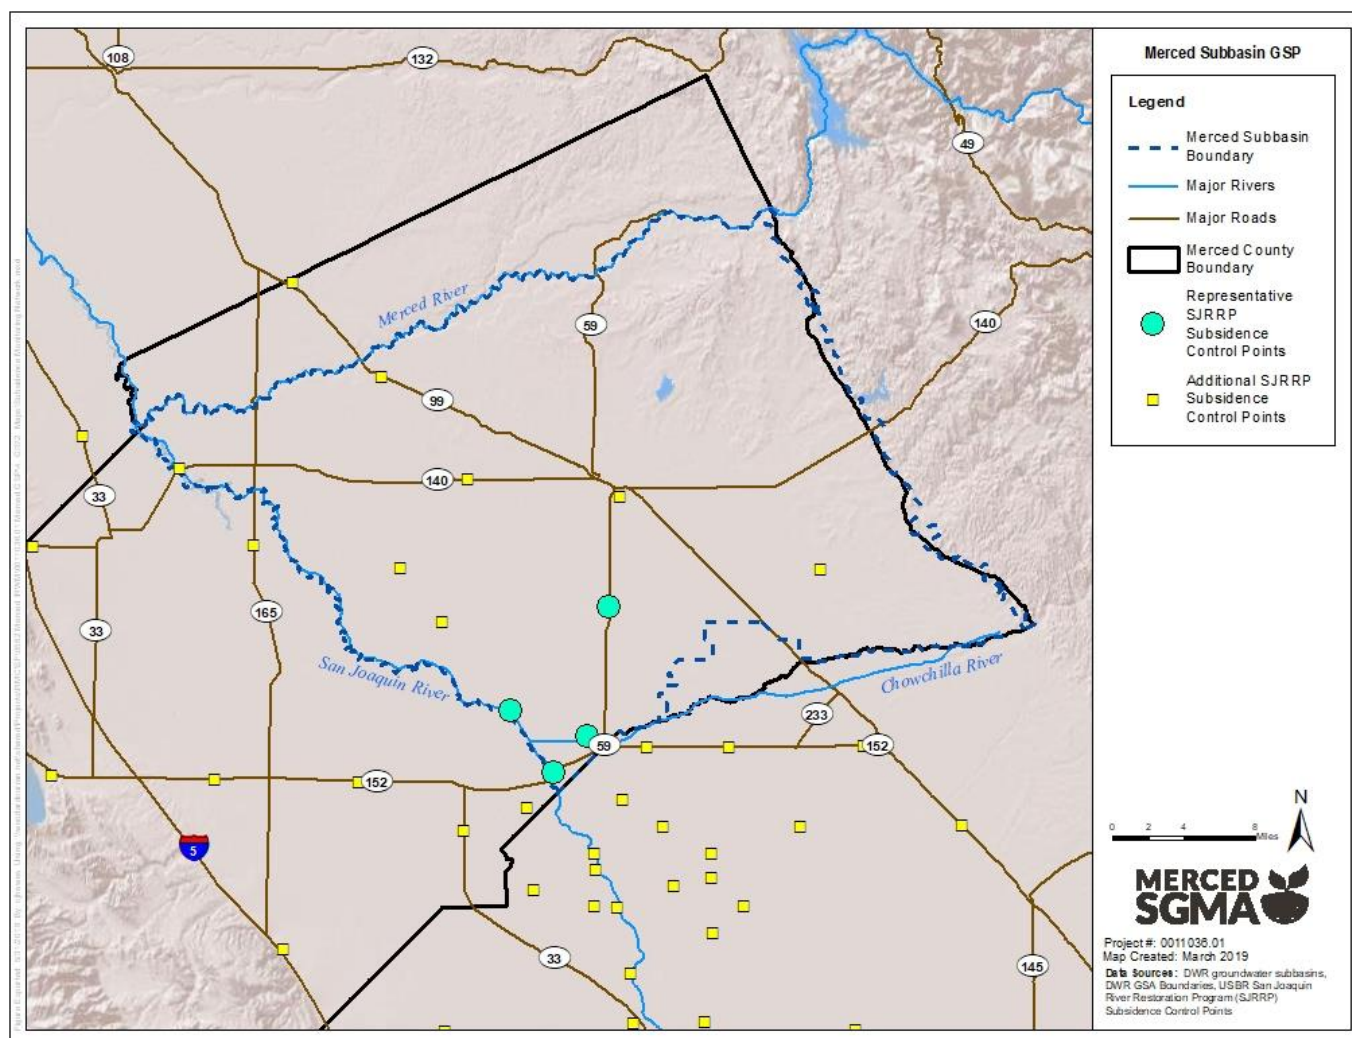 108
132
49
Merced River
59
140
99
140
33
165
33
San Joaquin River
Chowchilla River
233
59
152
152
5
33
145
Merced Subbasin GSP
Legend
Merced Subbasin
Boundary
Major Rivers
Major Roads
Merced County
Boundary
Representative
SJRRP
Subsidence
Control Points
Additional SJRRP
Subsidence
Control Points
N
0 2 4 8
Miles
MERCED
SGMA
Project #: 0011036.01
Map Created: March 2019
Data Sources: DWR groundwater subbasins,
DWR GSA Boundaries, USBR San Joaquin
River Restoration Program (SJRRP)
Subsidence Control Points